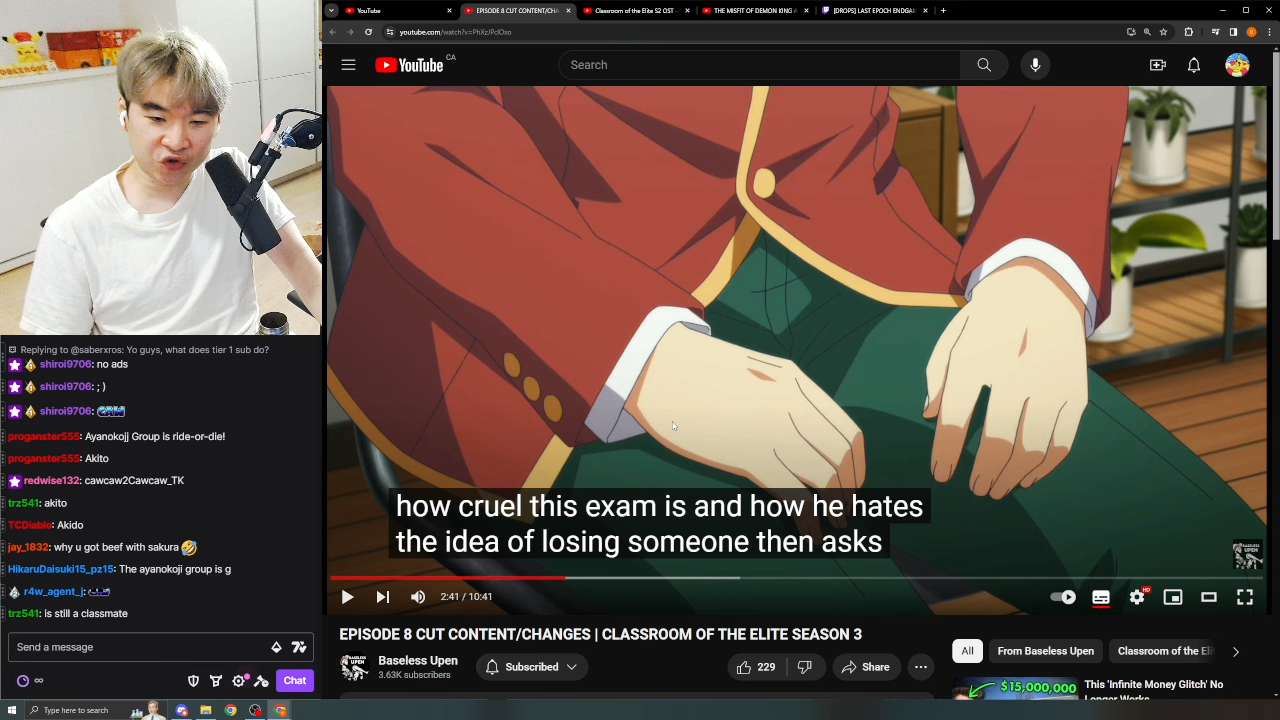 YouTube
EPISODE 8 CUT CONTENT/CHA
Classroom of the Elite S2 OST -
THE MISFIT OF DEMON KING A
[DROPS] LAST EPOCH ENDGAM
youtube.com/watch?v=PhXzJPclOxo
YouTube CA
Search
how cruel this exam is and how he hates
the idea of losing someone then asks
BASELESS
UPEN
2:41 / 10:41
HD
EPISODE 8 CUT CONTENT/CHANGES | CLASSROOM OF THE ELITE SEASON 3
Baseless Upen
3.63K subscribers
Subscribed
229
Share
All
From Baseless Upen
Classroom of the Eli
$15,000,000
This 'Infinite Money Glitch' No
Longer Works
Replying to @saberxros: Yo guys, what does tier 1 sub do?
shiroi9706: no ads
shiroi9706: ; )
shiroi9706:
proganster555: Ayanokojj Group is ride-or-die!
proganster555: Akito
redwise132: cawcaw2Cawcaw_TK
trz541: akito
TCDiablo: Akido
jay_1832: why u got beef with sakura 🤣
HikaruDaisuki15_pz15: The ayanokoji group is g
r4w_agent_j:
trz541: is still a classmate
Send a message
Chat
Type here to search